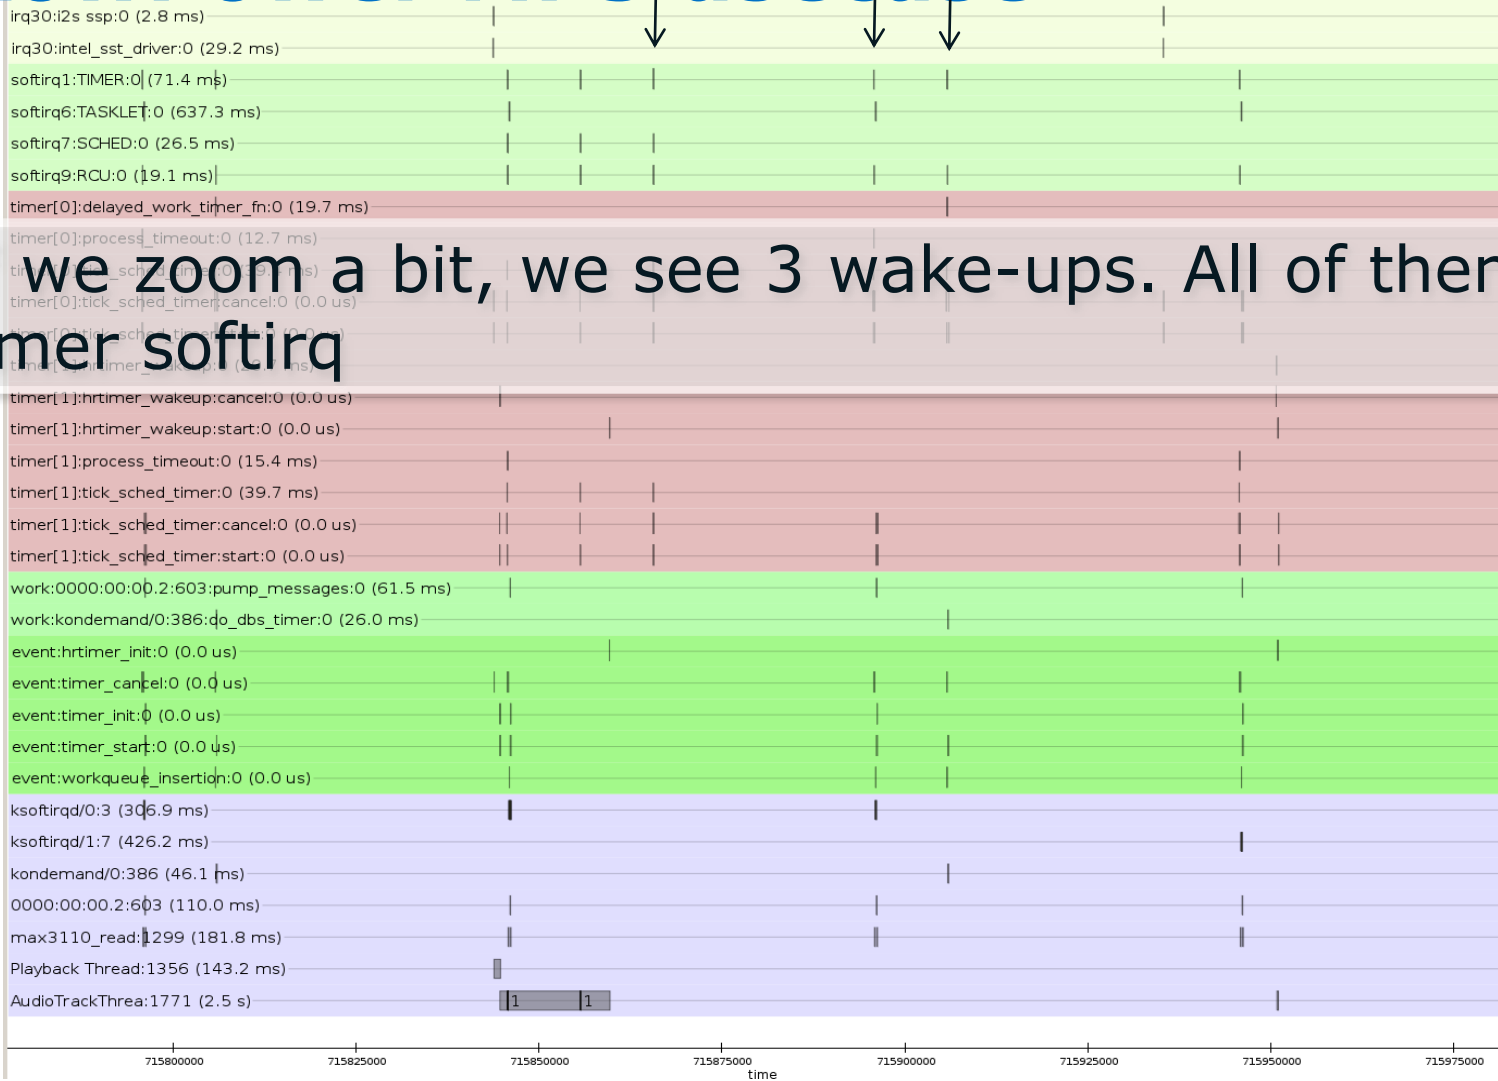 irq30:i2s ssp:0 (2.8 ms)
irq30:intel_sst_driver:0 (29.2 ms)
softirq1:TIMER:0 (71.4 ms)
softirq6:TASKLET:0 (637.3 ms)
softirq7:SCHED:0 (26.5 ms)
softirq9:RCU:0 (19.1 ms)
timer[0]:delayed_work_timer_fn:0 (19.7 ms)
timer[0]:process_timeout:0 (12.7 ms)
we zoom a bit, we see 3 wake-ups. All of
timer[0]:tick_sched_timer:cancel:0 (0.0 us)
softirq
timer[1]:hrtimer_wakeup:cancel:0 (0.0 us)
timer[1]:hrtimer_wakeup:start:0 (0.0 us)
timer[1]:process_timeout:0 (15.4 ms)
timer[1]:tick_sched_timer:0 (39.7 ms)
timer[1]:tick_sched_timer:cancel:0 (0.0 us)
timer[1]:tick_sched_timer:start:0 (0.0 us)
work:0000:00:00.2:603:pump_messages:0 (61.5 ms)
work:kondemand/0:386:do_dbs_timer:0 (26.0 ms)
event:hrtimer_init:0 (0.0 us)
event:timer_cancel:0 (0.0 us)
event:timer_init:0 (0.0 us)
event:timer_start:0 (0.0 us)
event:workqueue_insertion:0 (0.0 us)
ksoftirqd/0:3 (306.9 ms)
ksoftirqd/1:7 (426.2 ms)
kondemand/0:386 (46.1 ms)
0000:00:00.2:603 (110.0 ms)
max3110_read:1299 (181.8 ms)
Playback Thread:1356 (143.2 ms)
AudioTrackThrea:1771 (2.5 s) 1 1
715800000 715825000 715850000 715875000 715900000 715925000 715950000 715975000
time